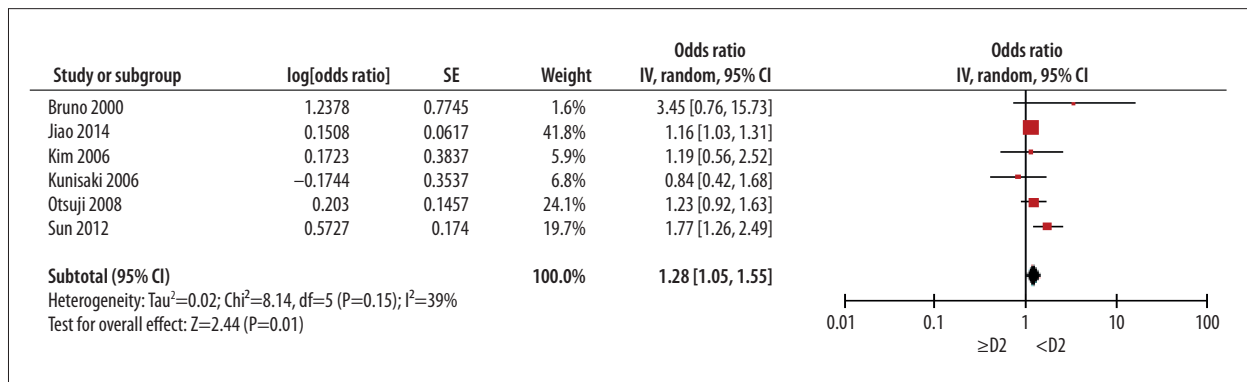 Odds ratio Odds ratio
Study or subgroup log[odds ratio] SE Weight IV, random, 95% CI IV, random, 95% CI
Bruno 2000 1.2378 0.7745 1.6% 3.45 [0.76, 15.73]
Jiao 2014 0.1508 0.0617 41.8% 1.16 [1.03, 1.31]
Kim 2006 0.1723 0.3837 5.9% 1.19 [0.56, 2.52]
Kunisaki 2006 −0.1744 0.3537 6.8% 0.84 [0.42, 1.68]
Otsuji 2008 0.203 0.1457 24.1% 1.23 [0.92, 1.63]
Sun 2012 0.5727 0.174 19.7% 1.77 [1.26, 2.49]
Subtotal (95% CI) 100.0% 1.28 [1.05, 1.55]
Heterogeneity: Tau²=0.02; Chi²=8.14, df=5 (P=0.15); I²=39%
Test for overall effect: Z=2.44 (P=0.01)
0.01 0.1 1 10 100
≥D2 <D2